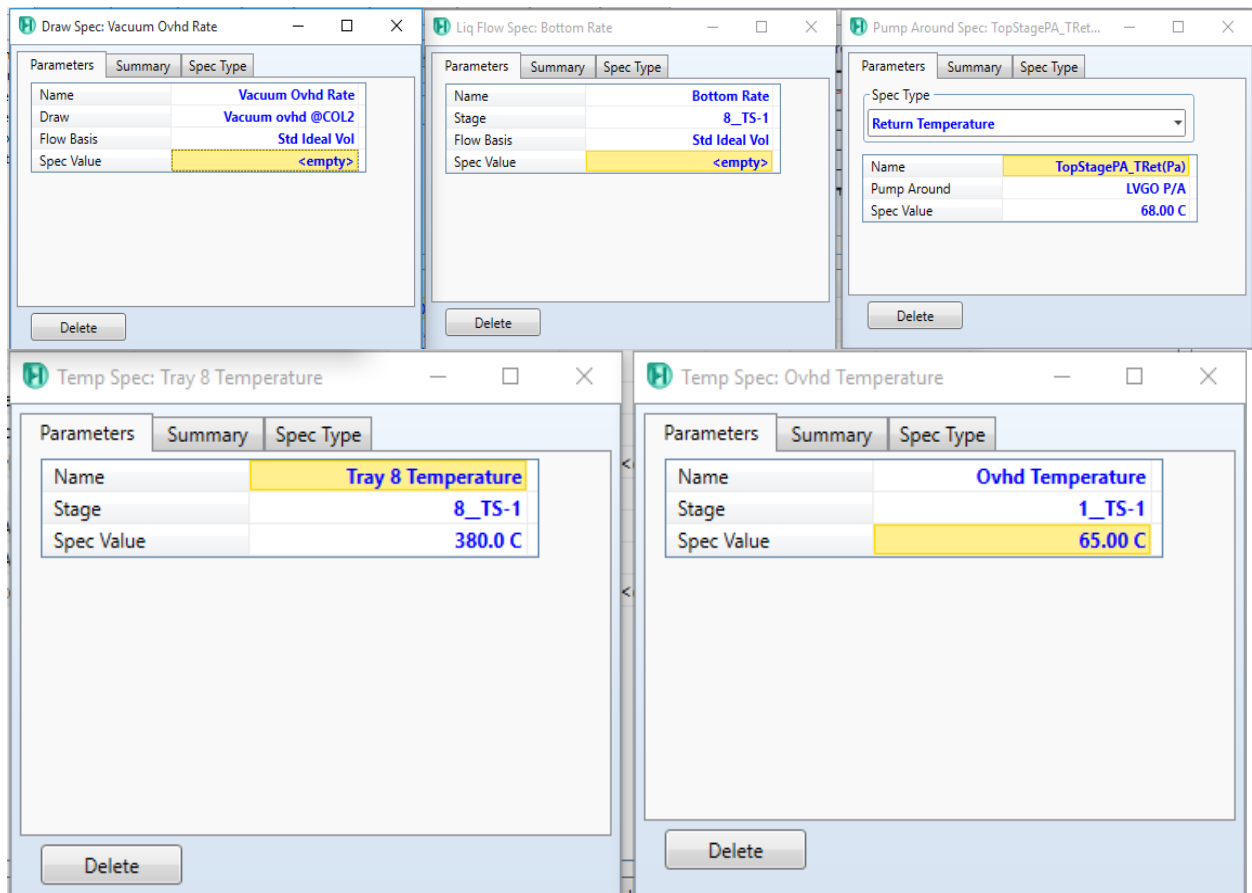 Draw Spec: Vacuum Ovhd Rate
Parameters Summary Spec Type
Name Vacuum Ovhd Rate
Draw Vacuum ovhd @COL2
Flow Basis Std Ideal Vol
Spec Value <empty>
Delete
Liq Flow Spec: Bottom Rate
Parameters Summary Spec Type
Name Bottom Rate
Stage 8_TS-1
Flow Basis Std Ideal Vol
Spec Value <empty>
Delete
Pump Around Spec: TopStagePA_TRet...
Parameters Summary Spec Type
Spec Type
Return Temperature
Name TopStagePA_TRet(Pa)
Pump Around LVGO P/A
Spec Value 68.00 C
Delete
Temp Spec: Tray 8 Temperature
Parameters Summary Spec Type
Name Tray 8 Temperature
Stage 8_TS-1
Spec Value 380.0 C
Delete
Temp Spec: Ovhd Temperature
Parameters Summary Spec Type
Name Ovhd Temperature
Stage 1_TS-1
Spec Value 65.00 C
Delete